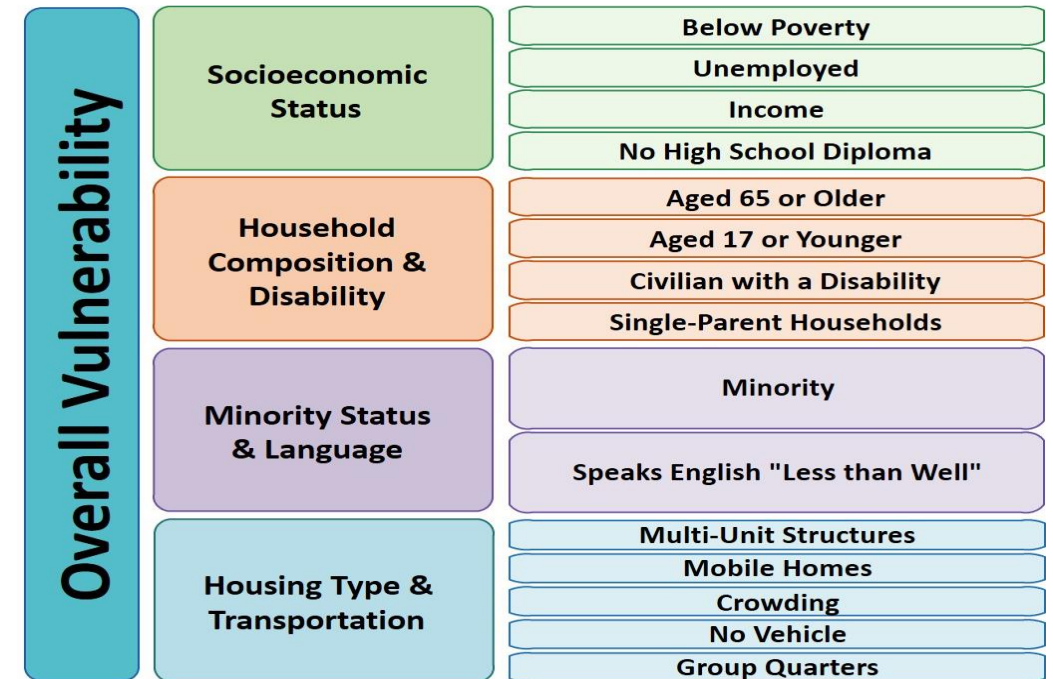 Overall Vulnerability
Socioeconomic
Status
Below Poverty
Unemployed
Income
No High School Diploma
Household
Composition &
Disability
Aged 65 or Older
Aged 17 or Younger
Civilian with a Disability
Single-Parent Households
Minority Status
& Language
Minority
Speaks English "Less than Well"
Housing Type &
Transportation
Multi-Unit Structures
Mobile Homes
Crowding
No Vehicle
Group Quarters